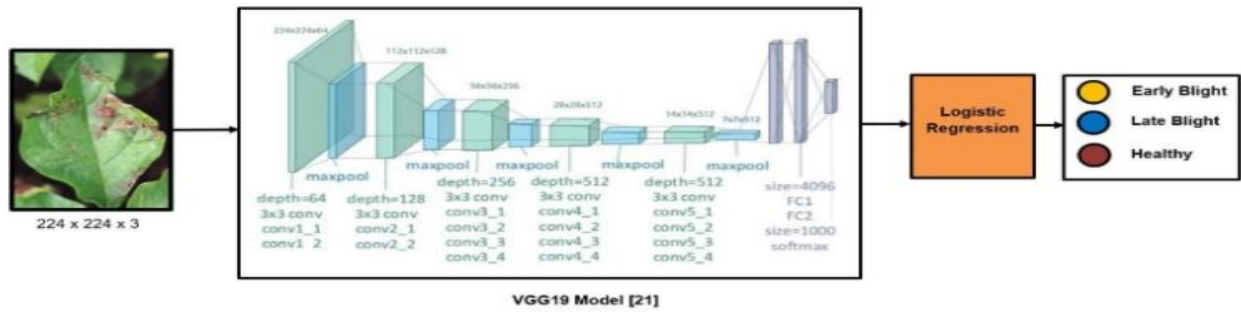 224 x 224 x 3
224x224x64
112x112x128
56x56x256
28x28x512
14x14x512
7x7x512
maxpool
maxpool
maxpool
maxpool
maxpool
depth=64
3x3 conv
conv1_1
conv1_2
depth=128
3x3 conv
conv2_1
conv2_2
depth=256
3x3 conv
conv3_1
conv3_2
conv3_3
conv3_4
depth=512
3x3 conv
conv4_1
conv4_2
conv4_3
conv4_4
depth=512
3x3 conv
conv5_1
conv5_2
conv5_3
conv5_4
size=4096
FC1
FC2
size=1000
softmax
VGG19 Model [21]
Logistic
Regression
Early Blight
Late Blight
Healthy